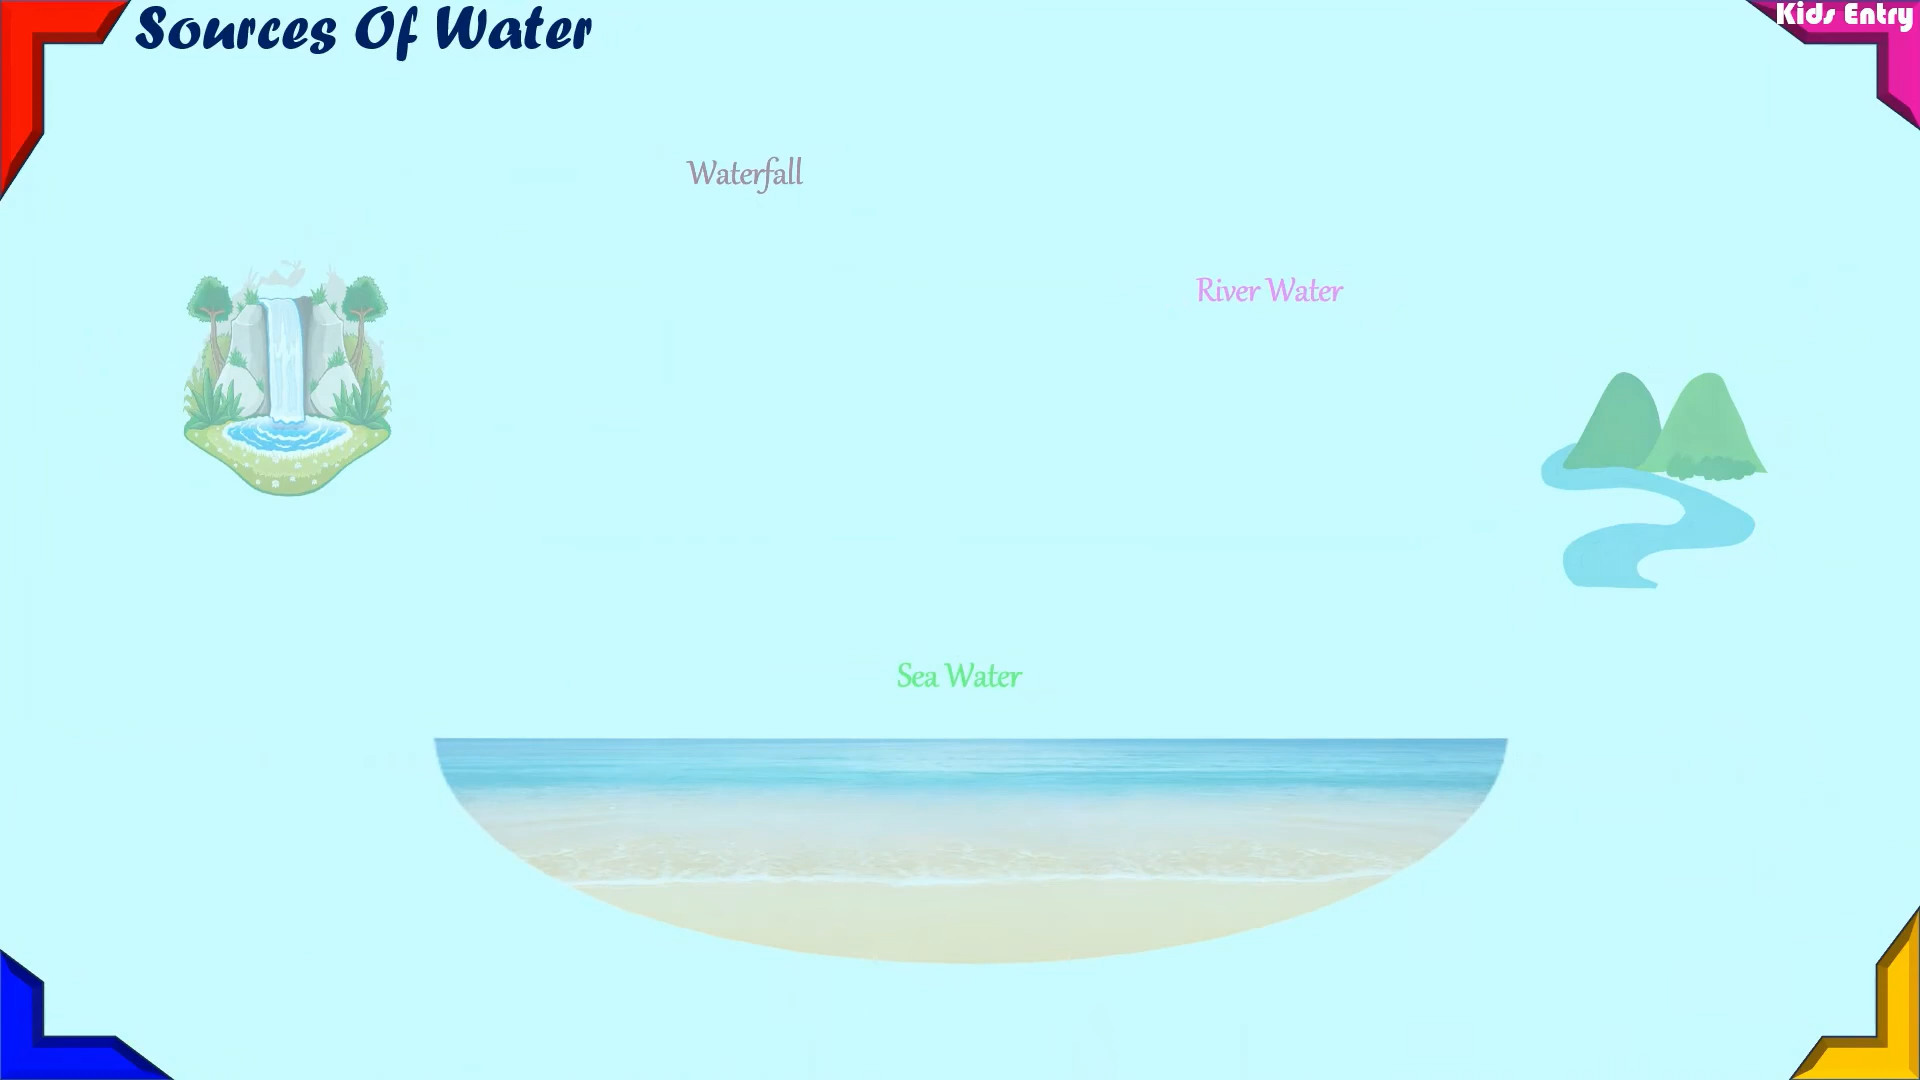 Sources Of Water
Kids Entry
Waterfall
River Water
Sea Water